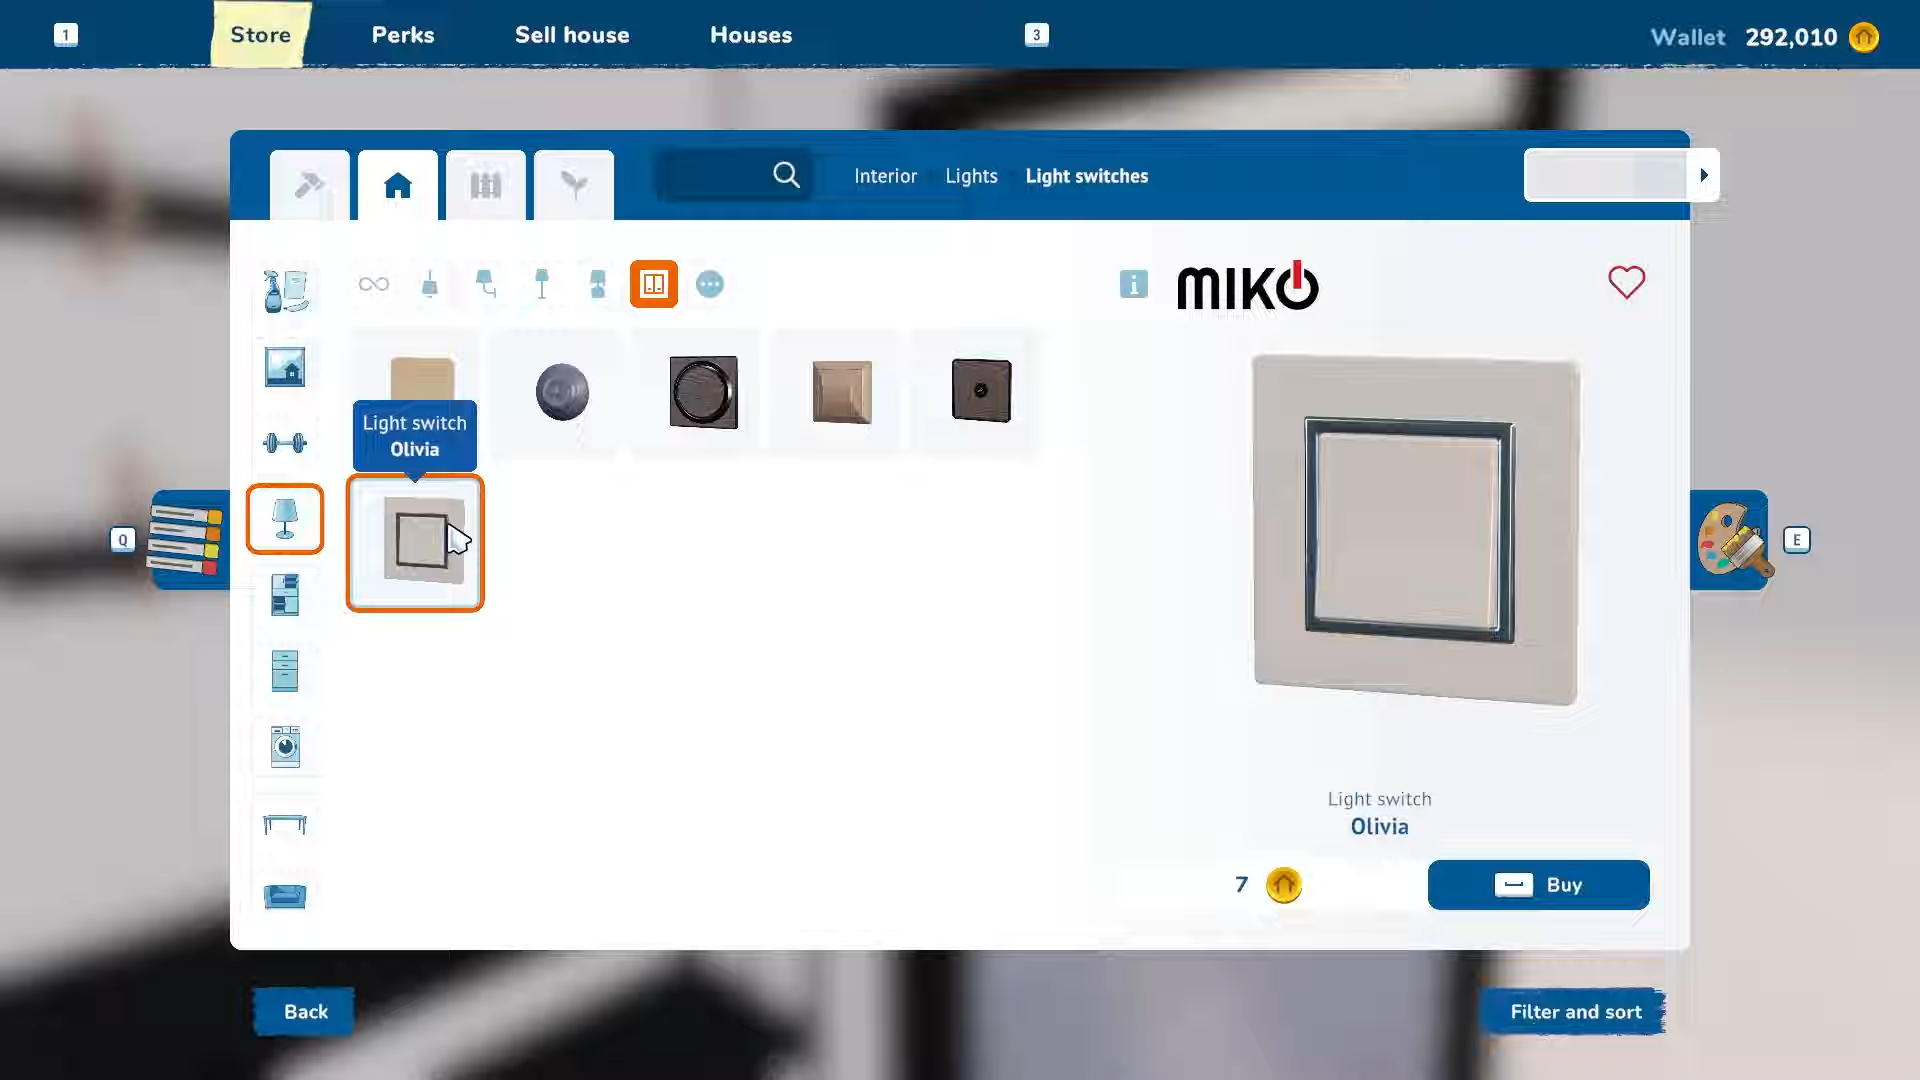 1
Store
Perks
Sell house
Houses
3
Wallet 292,010
Interior
Lights
Light switches
MIKO
Light switch
Olivia
Q
E
Light switch
Olivia
7
Buy
Back
Filter and sort